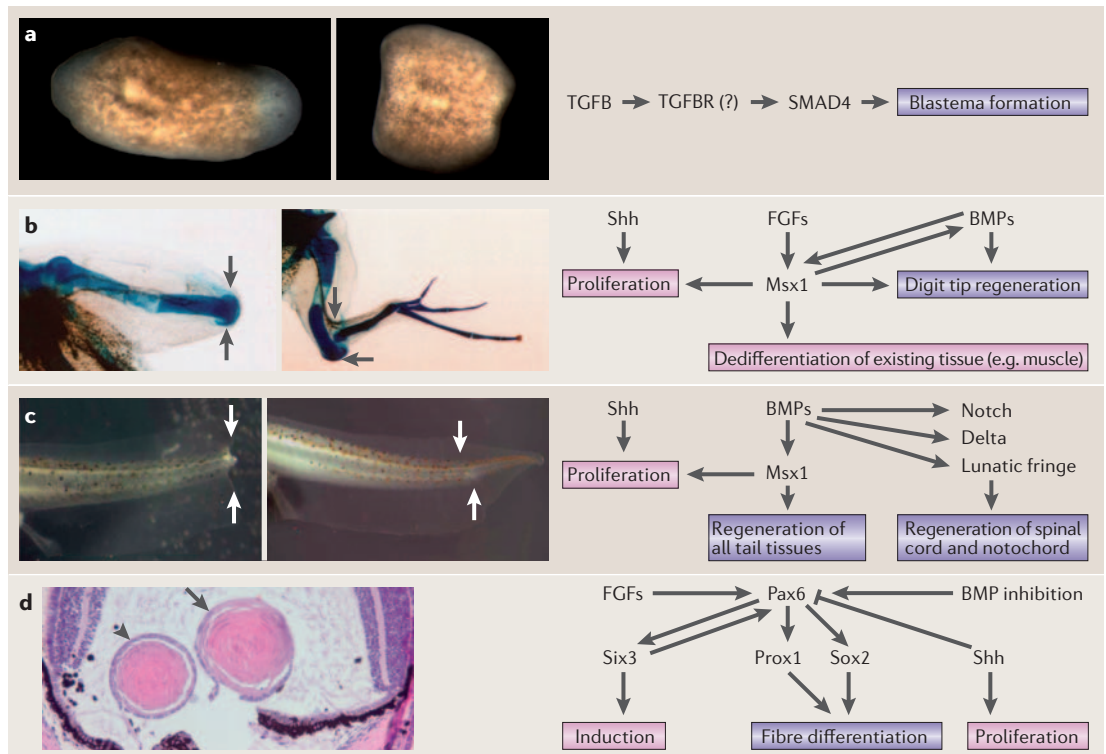 a
TGFB TGFBR (?) SMAD4 Blastema formation
b
Shh FGFs BMPs
Proliferation Msx1 Digit tip regeneration
Dedifferentiation of existing tissue (e.g. muscle)
c
Shh BMPs Notch
Delta
Lunatic fringe
Proliferation Msx1
Regeneration of
all tail tissues
Regeneration of spinal
cord and notochord
d
FGFs Pax6 BMP inhibition
Six3 Prox1 Sox2 Shh
Induction Fibre differentiation Proliferation